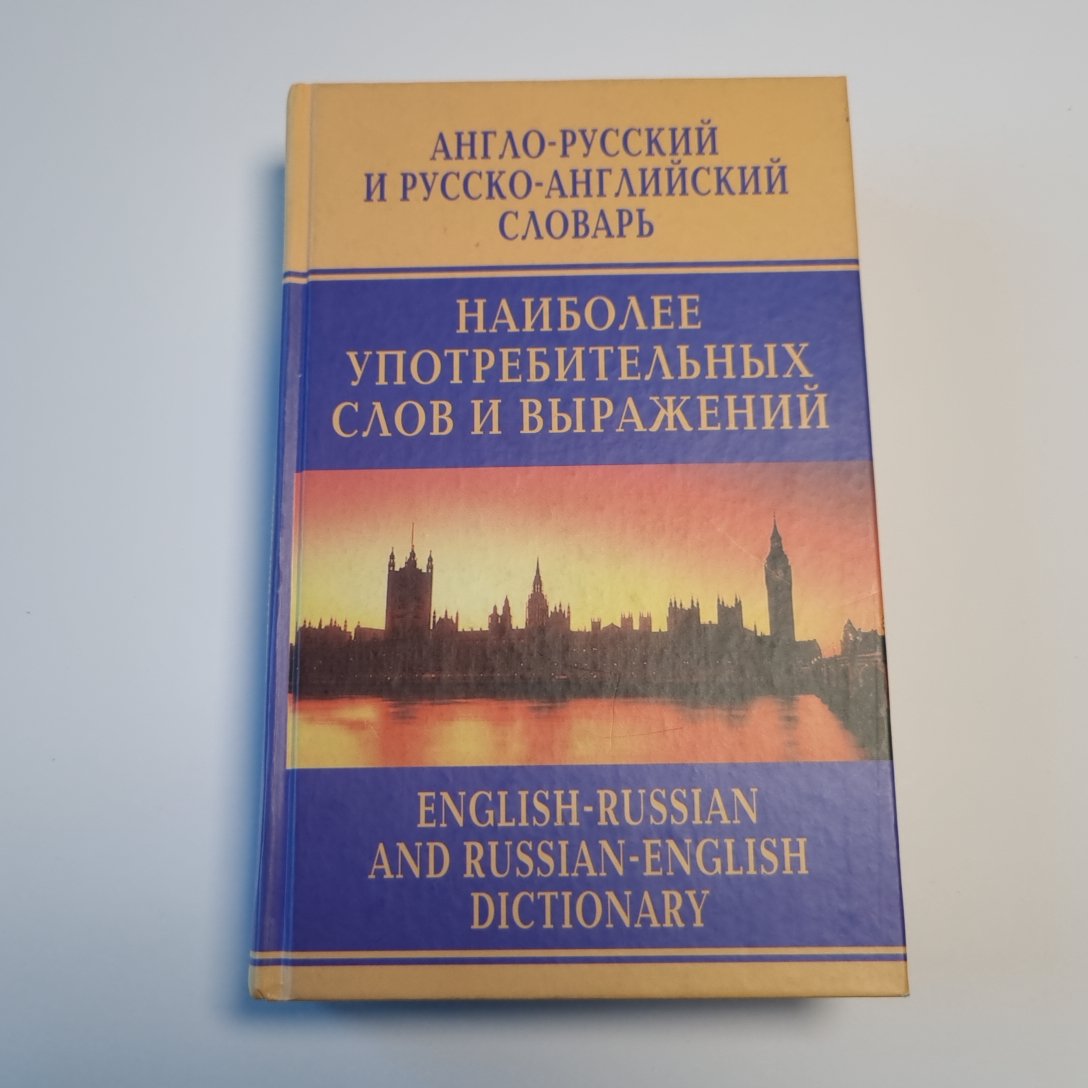 АНГЛО-РУССКИЙ
И РУССКО-АНГЛИЙСКИЙ
СЛОВАРЬ
НАИБОЛЕЕ
УПОТРЕБИТЕЛЬНЫХ
СЛОВ И ВЫРАЖЕНИЙ
ENGLISH-RUSSIAN
AND RUSSIAN-ENGLISH
DICTIONARY